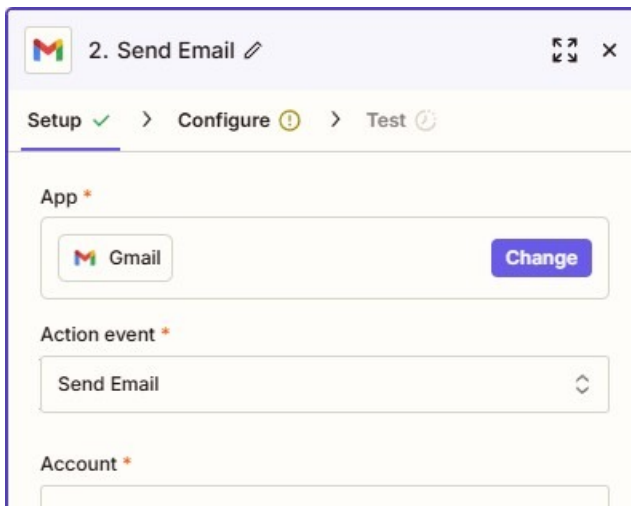 2. Send Email
Setup > Configure > Test
App *
Gmail Change
Action event *
Send Email
Account *